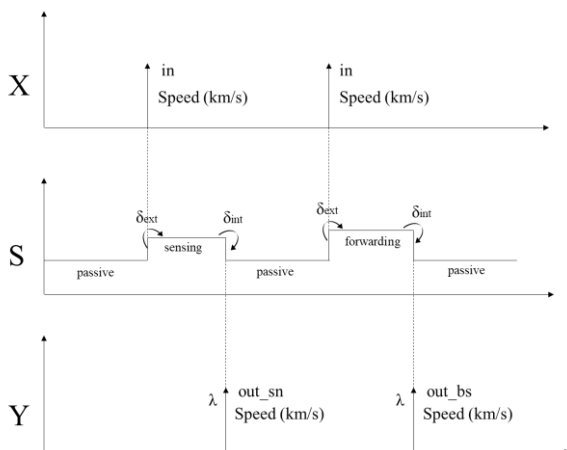 X
in
Speed (km/s)
in
Speed (km/s)
S
δext
sensing
δint
δext
forwarding
δint
passive
passive
passive
Y
λ
out_sn
Speed (km/s)
λ
out_bs
Speed (km/s)